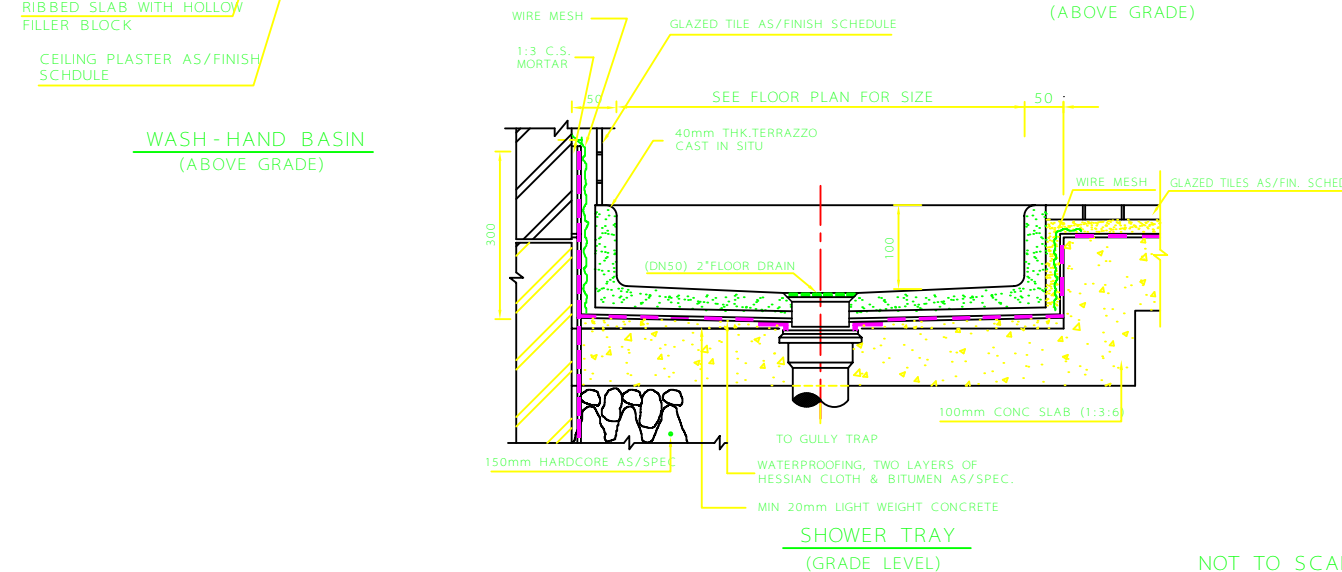 RIBBED SLAB WITH HOLLOW
FILLER BLOCK
CEILING PLASTER AS/FINISH
SCHDULE
WASH-HAND BASIN
(ABOVE GRADE)
(ABOVE GRADE)
WIRE MESH
GLAZED TILE AS/FINISH SCHEDULE
1:3 C.S.
MORTAR
50
SEE FLOOR PLAN FOR SIZE
50
40mm THK.TERRAZZO
CAST IN SITU
WIRE MESH
GLAZED TILES AS/FIN. SCHED
300
100
(DN50) 2"FLOOR DRAIN
100mm CONC SLAB (1:3:6)
TO GULLY TRAP
150mm HARDCORE AS/SPEC
WATERPROOFING, TWO LAYERS OF
HESSIAN CLOTH & BITUMEN AS/SPEC.
MIN 20mm LIGHT WEIGHT CONCRETE
SHOWER TRAY
(GRADE LEVEL)
NOT TO SCA